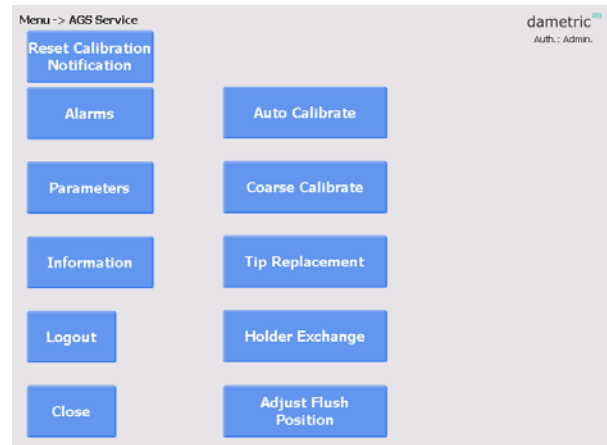 Menu -> AGS Service
dametric
Auth.: Admin.
Reset Calibration
Notification
Alarms
Auto Calibrate
Parameters
Coarse Calibrate
Information
Tip Replacement
Logout
Holder Exchange
Close
Adjust Flush
Position